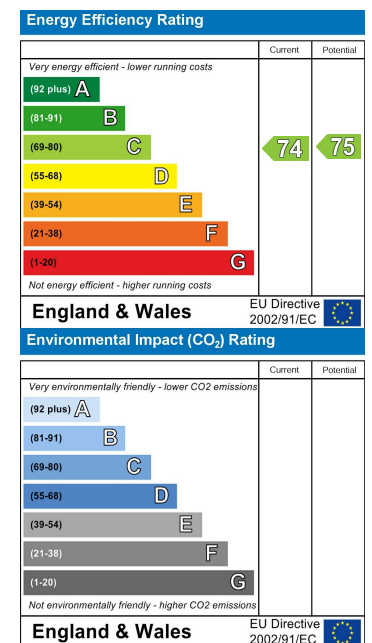 Energy Efficiency Rating
Current Potential
Very energy efficient - lower running costs
(92 plus) A
(81-91) B
(69-80) C 74 75
(55-68) D
(39-54) E
(21-38) F
(1-20) G
Not energy efficient - higher running costs
England & Wales EU Directive 2002/91/EC
Environmental Impact (CO₂) Rating
Current Potential
Very environmentally friendly - lower CO2 emissions
(92 plus) A
(81-91) B
(69-80) C
(55-68) D
(39-54) E
(21-38) F
(1-20) G
Not environmentally friendly - higher CO2 emissions
England & Wales EU Directive 2002/91/EC